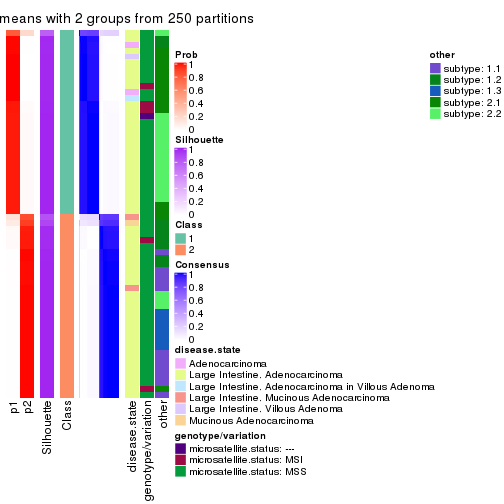 means with 2 groups from 250 partitions
Prob
1
0.8
0.6
0.4
0.2
0
Silhouette
1
0.8
0.6
0.4
0.2
0
Class
1
2
Consensus
1
0.8
0.6
0.4
0.2
0
disease.state
Adenocarcinoma
Large Intestine, Adenocarcinoma
Large Intestine, Adenocarcinoma in Villous Adenoma
Large Intestine, Mucinous Adenocarcinoma
Large Intestine, Villous Adenoma
Mucinous Adenocarcinoma
genotype/variation
microsatellite.status: ---
microsatellite.status: MSI
microsatellite.status: MSS
other
subtype: 1.1
subtype: 1.2
subtype: 1.3
subtype: 2.1
subtype: 2.2
p1
p2
Silhouette
Class
disease.state
genotype/variation
other